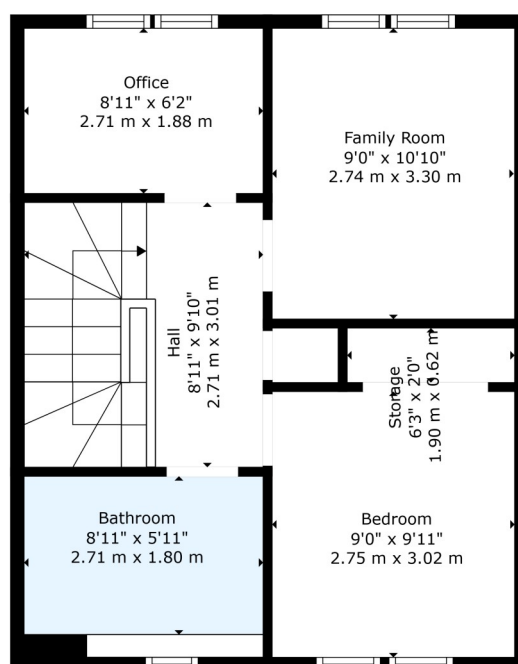 Office
8'11" x 6'2"
2.71 m x 1.88 m
Family Room
9'0" x 10'10"
2.74 m x 3.30 m
Hall
8'11" x 9'10"
2.71 m x 3.01 m
Storage
6'3" x 2'0"
1.90 m x 0.62 m
Bathroom
8'11" x 5'11"
2.71 m x 1.80 m
Bedroom
9'0" x 9'11"
2.75 m x 3.02 m